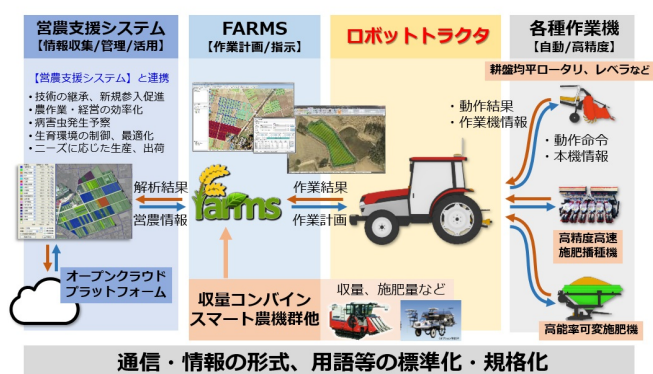 営農支援システム
【情報収集/管理/活用】
【営農支援システム】と連携
・技術の継承、新規参入促進
・農作業・経営の効率化
・病害虫発生予察
・生育環境の制御、最適化
・ニーズに応じた生産、出荷
オープンクラウド
プラットフォーム
解析結果
営農情報
FARMS
【作業計画/指示】
farms
作業結果
作業計画
収量コンバイン
スマート農機群他
収量、施肥量など
ロボットトラクタ
・動作結果
・作業機情報
各種作業機
【自動/高精度】
耕盤均平ロータリ、レベラなど
・動作命令
・本機情報
高精度高速
施肥播種機
高能率可変施肥機
通信・情報の形式、用語等の標準化・規格化